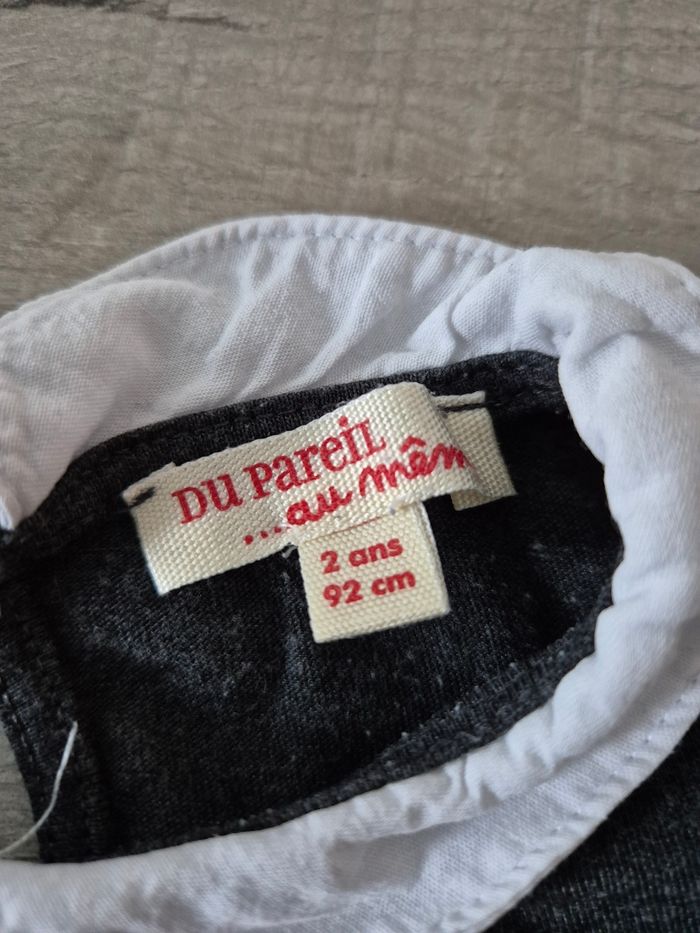 DU PAREIL
...au mêm
2 ans
92 cm